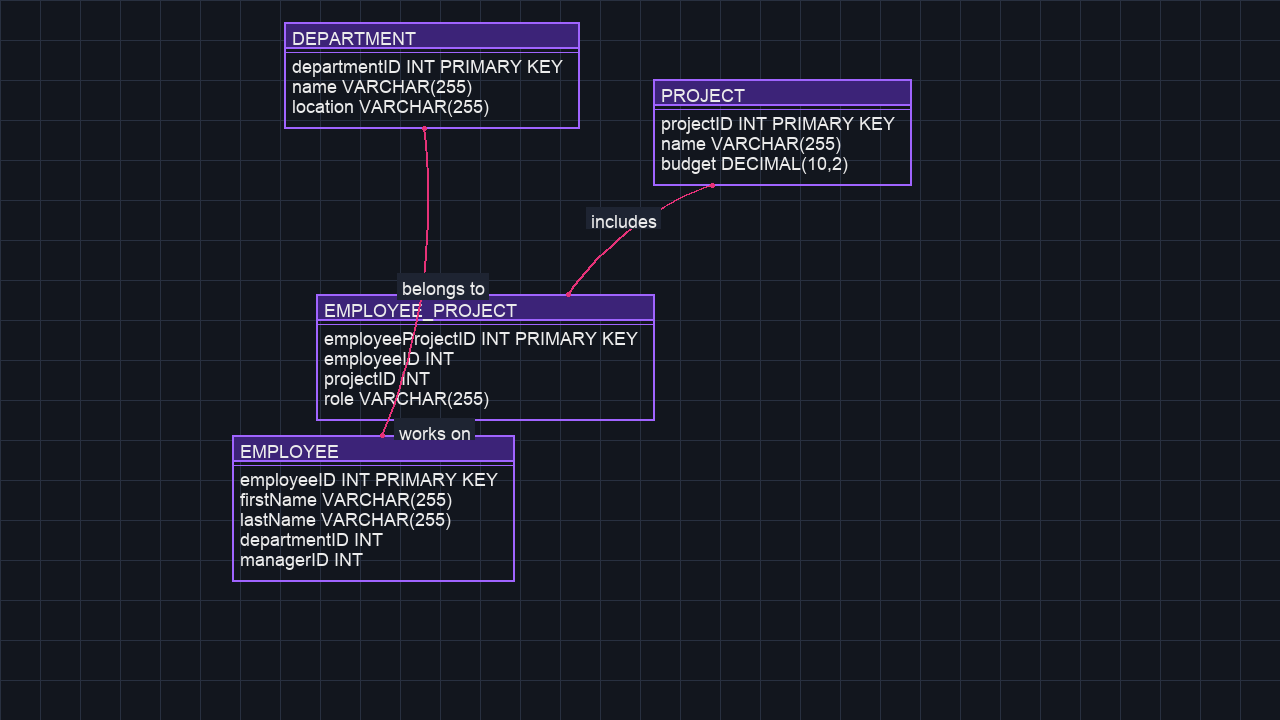 DEPARTMENT
departmentID INT PRIMARY KEY
name VARCHAR(255)
location VARCHAR(255)
PROJECT
projectID INT PRIMARY KEY
name VARCHAR(255)
budget DECIMAL(10,2)
includes
belongs to
EMPLOYEE_PROJECT
employeeProjectID INT PRIMARY KEY
employeeID INT
projectID INT
role VARCHAR(255)
works on
EMPLOYEE
employeeID INT PRIMARY KEY
firstName VARCHAR(255)
lastName VARCHAR(255)
departmentID INT
managerID INT